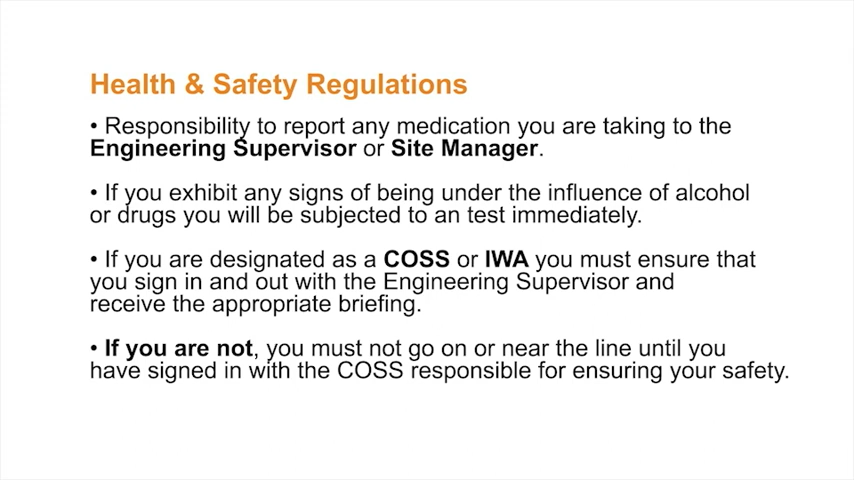 Health & Safety Regulations
• Responsibility to report any medication you are taking to the
Engineering Supervisor or Site Manager.
• If you exhibit any signs of being under the influence of alcohol
or drugs you will be subjected to an test immediately.
• If you are designated as a COSS or IWA you must ensure that
you sign in and out with the Engineering Supervisor and
receive the appropriate briefing.
• If you are not, you must not go on or near the line until you
have signed in with the COSS responsible for ensuring your safety.